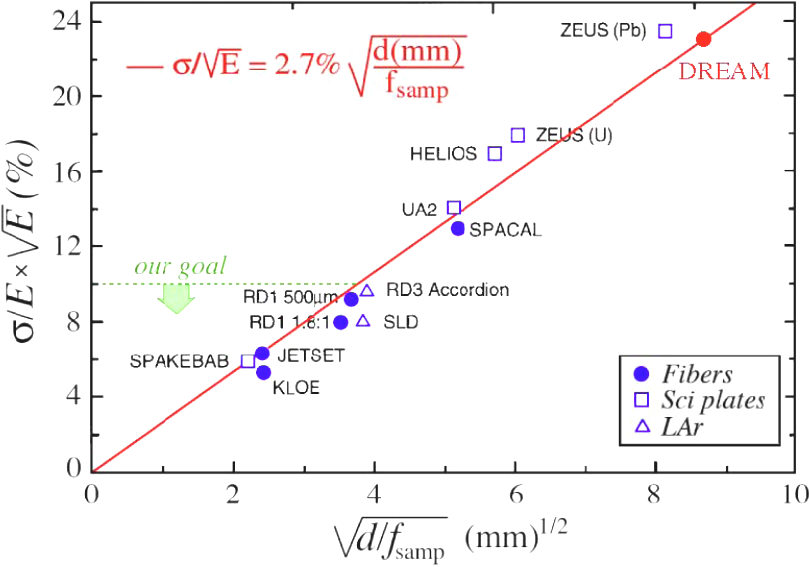 24
20
16
12
8
4
0
σ/E × √E (%)
— σ/√E = 2.7% √d(mm)/f_samp
ZEUS (Pb)
DREAM
ZEUS (U)
HELIOS
UA2
SPACAL
our goal
RD1 500μm
RD3 Accordion
RD1 1.8:1
SLD
SPAKEBAB
JETSET
KLOE
Fibers
Sci plates
LAr
0 2 4 6 8 10
√d/f_samp (mm)^1/2